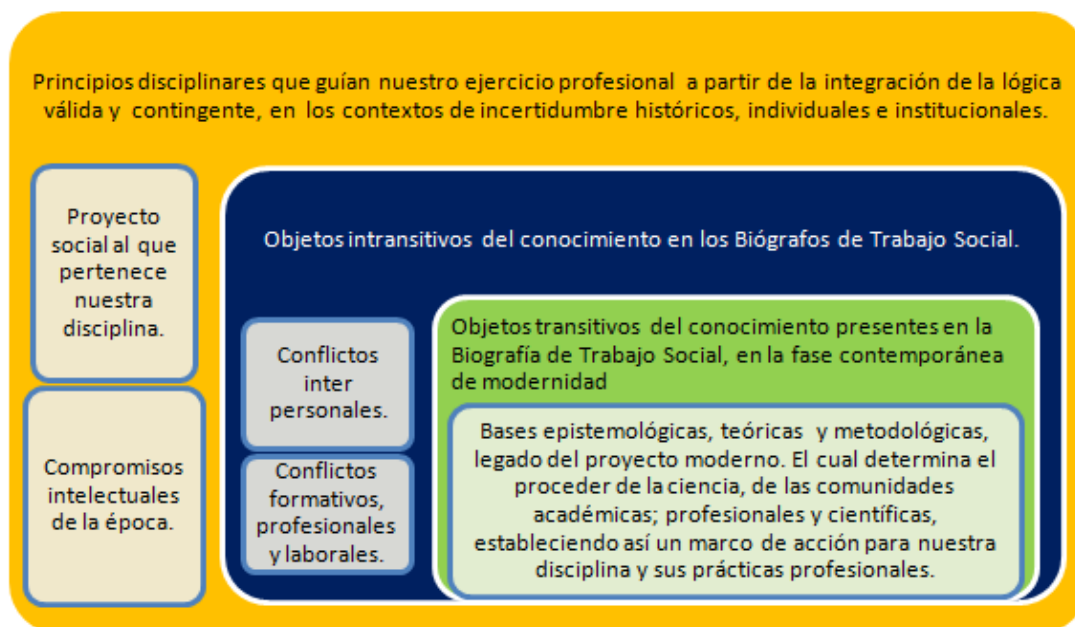 Principios disciplinares que guían nuestro ejercicio profesional a partir de la integración de la lógica
válida y contingente, en los contextos de incertidumbre históricos, individuales e institucionales.
Proyecto
social al que
pertenece
nuestra
disciplina.
Compromisos
intelectuales
de la época.
Objetos intransitivos del conocimiento en los Biógrafos de Trabajo Social.
Conflictos
inter
personales.
Conflictos
formativos,
profesionales
y laborales.
Objetos transitivos del conocimiento presentes en la
Biografía de Trabajo Social, en la fase contemporánea
de modernidad
Bases epistemológicas, teóricas y metodológicas,
legado del proyecto moderno. El cual determina el
proceder de la ciencia, de las comunidades
académicas; profesionales y científicas,
estableciendo así un marco de acción para nuestra
disciplina y sus prácticas profesionales.